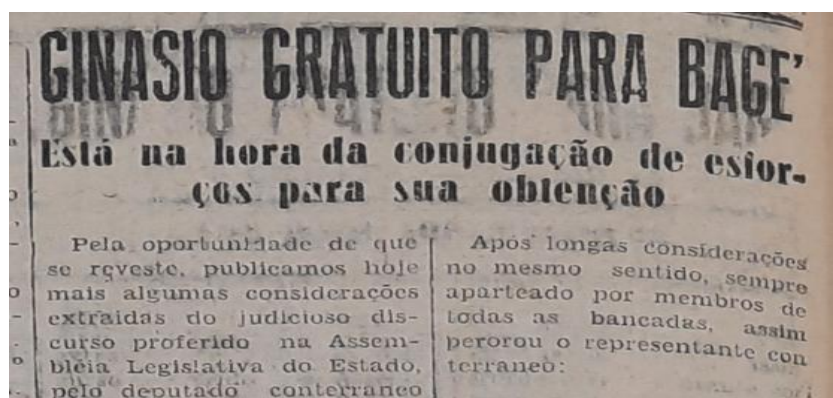 GINASIO GRATUITO PARA BAGE'
Está na hora da conjugação de esfor-
ços para sua obtenção
Pela oportunidade de que
se reveste, publicamos hoje
mais algumas considerações
extraidas do judicioso dis-
curso proferido na Assem-
bléia Legislativa do Estado,
pelo deputado conterraneo
Após longas considerações
no mesmo sentido, sempre
aparteado por membros de
todas as bancadas, assim
perorou o representante con
terraneo: